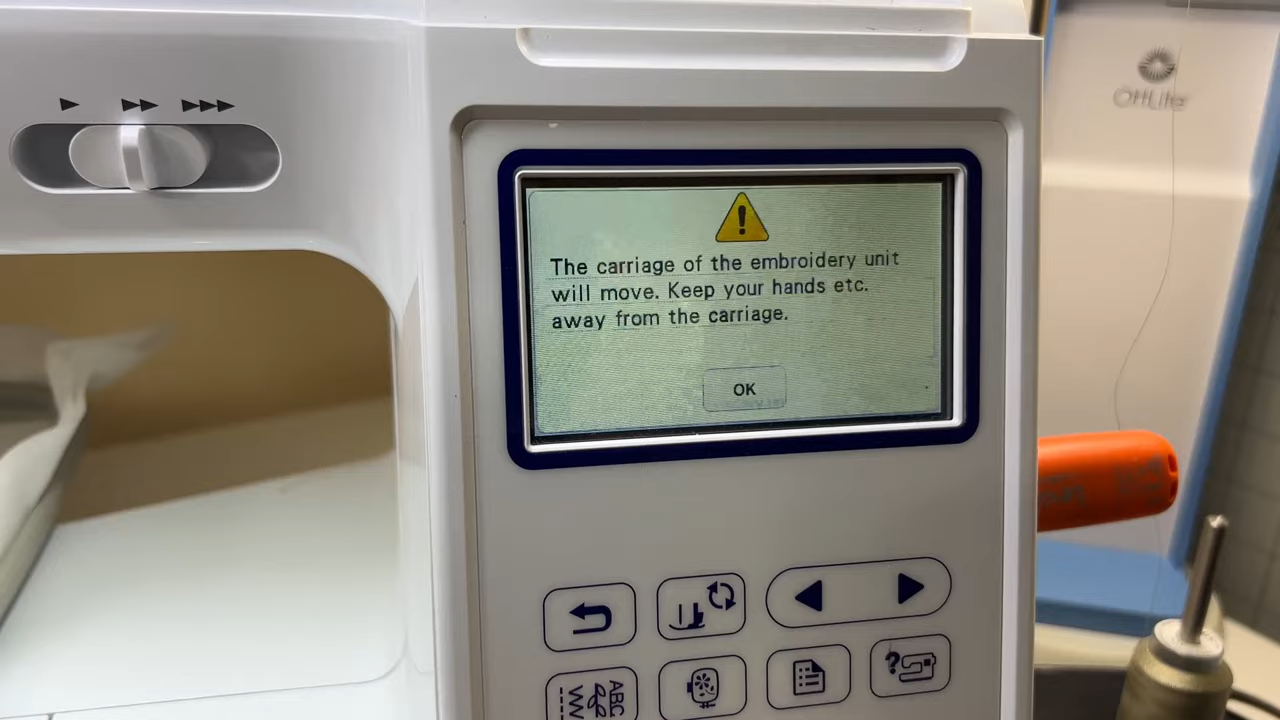 OttLite
The carriage of the embroidery unit
will move. Keep your hands etc.
away from the carriage.
OK
ABC